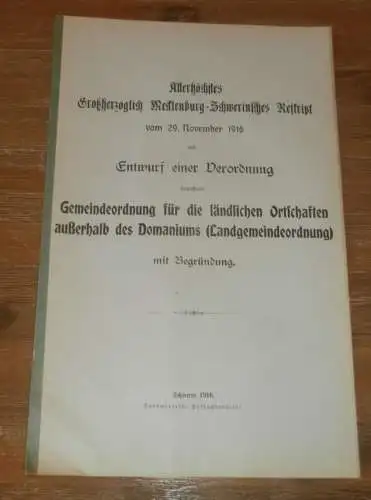 Allerhöchstes
Großherzoglich Mecklenburg-Schwerinsches Reskript
vom 29. November 1916
Entwurf einer Verordnung
betreffend
Gemeindeordnung für die ländlichen Ortschaften
außerhalb des Domaniums (Landgemeindeordnung)
mit Begründung.
Schwerin 1916.